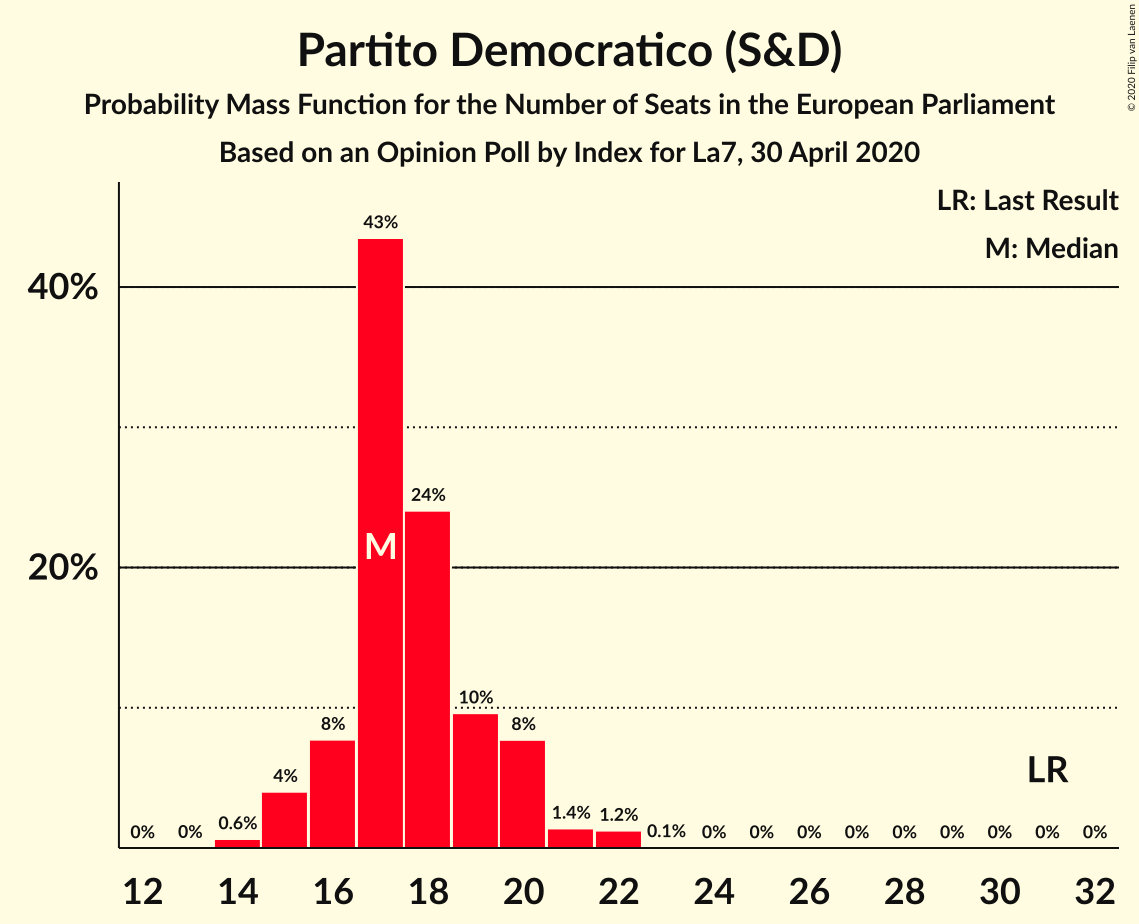 Partito Democratico (S&D)
Probability Mass Function for the Number of Seats in the European Parliament
Based on an Opinion Poll by Index for La7, 30 April 2020
© 2020 Filip van Laenen
LR: Last Result
M: Median
43%
40%
24%
M
20%
10%
8%
8%
4%
LR
0% 0% 0.6% 1.4% 1.2% 0.1% 0% 0% 0% 0% 0% 0% 0% 0% 0%
12 14 16 18 20 22 24 26 28 30 32